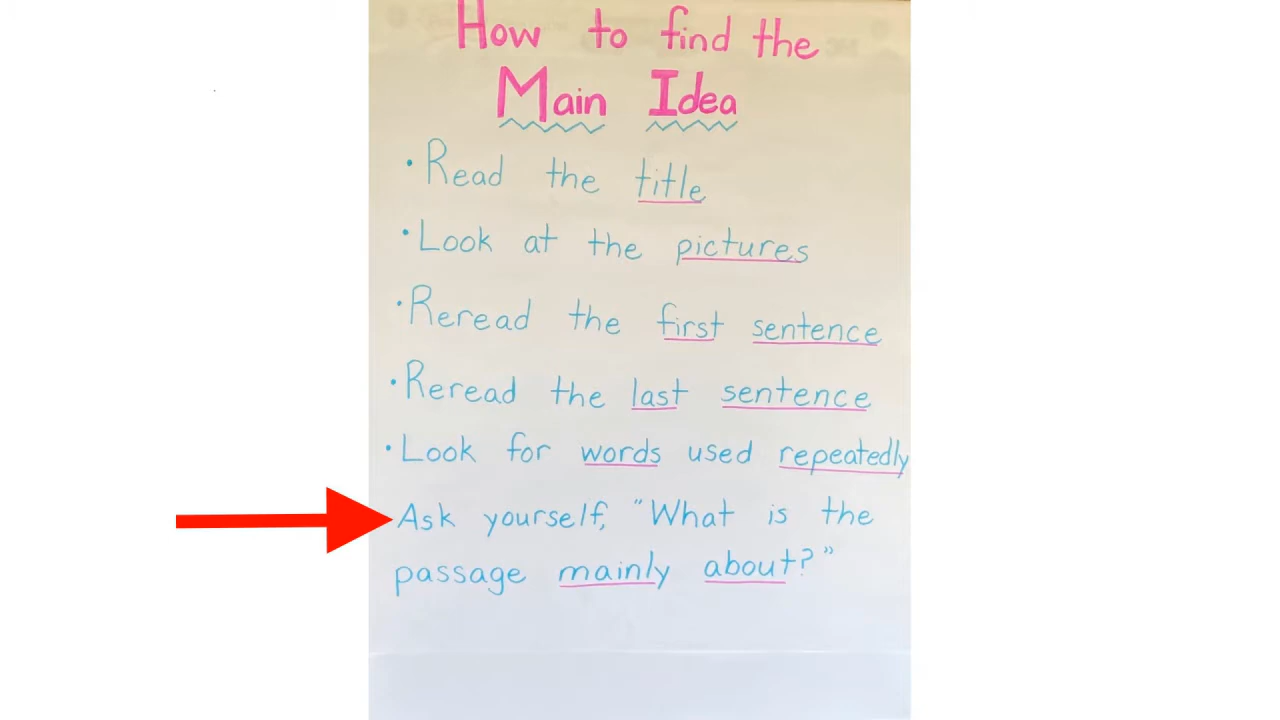 How to find the
Main Idea
• Read the title
• Look at the pictures
• Reread the first sentence
• Reread the last sentence
• Look for words used repeatedly
Ask yourself, "What is the
passage mainly about?"